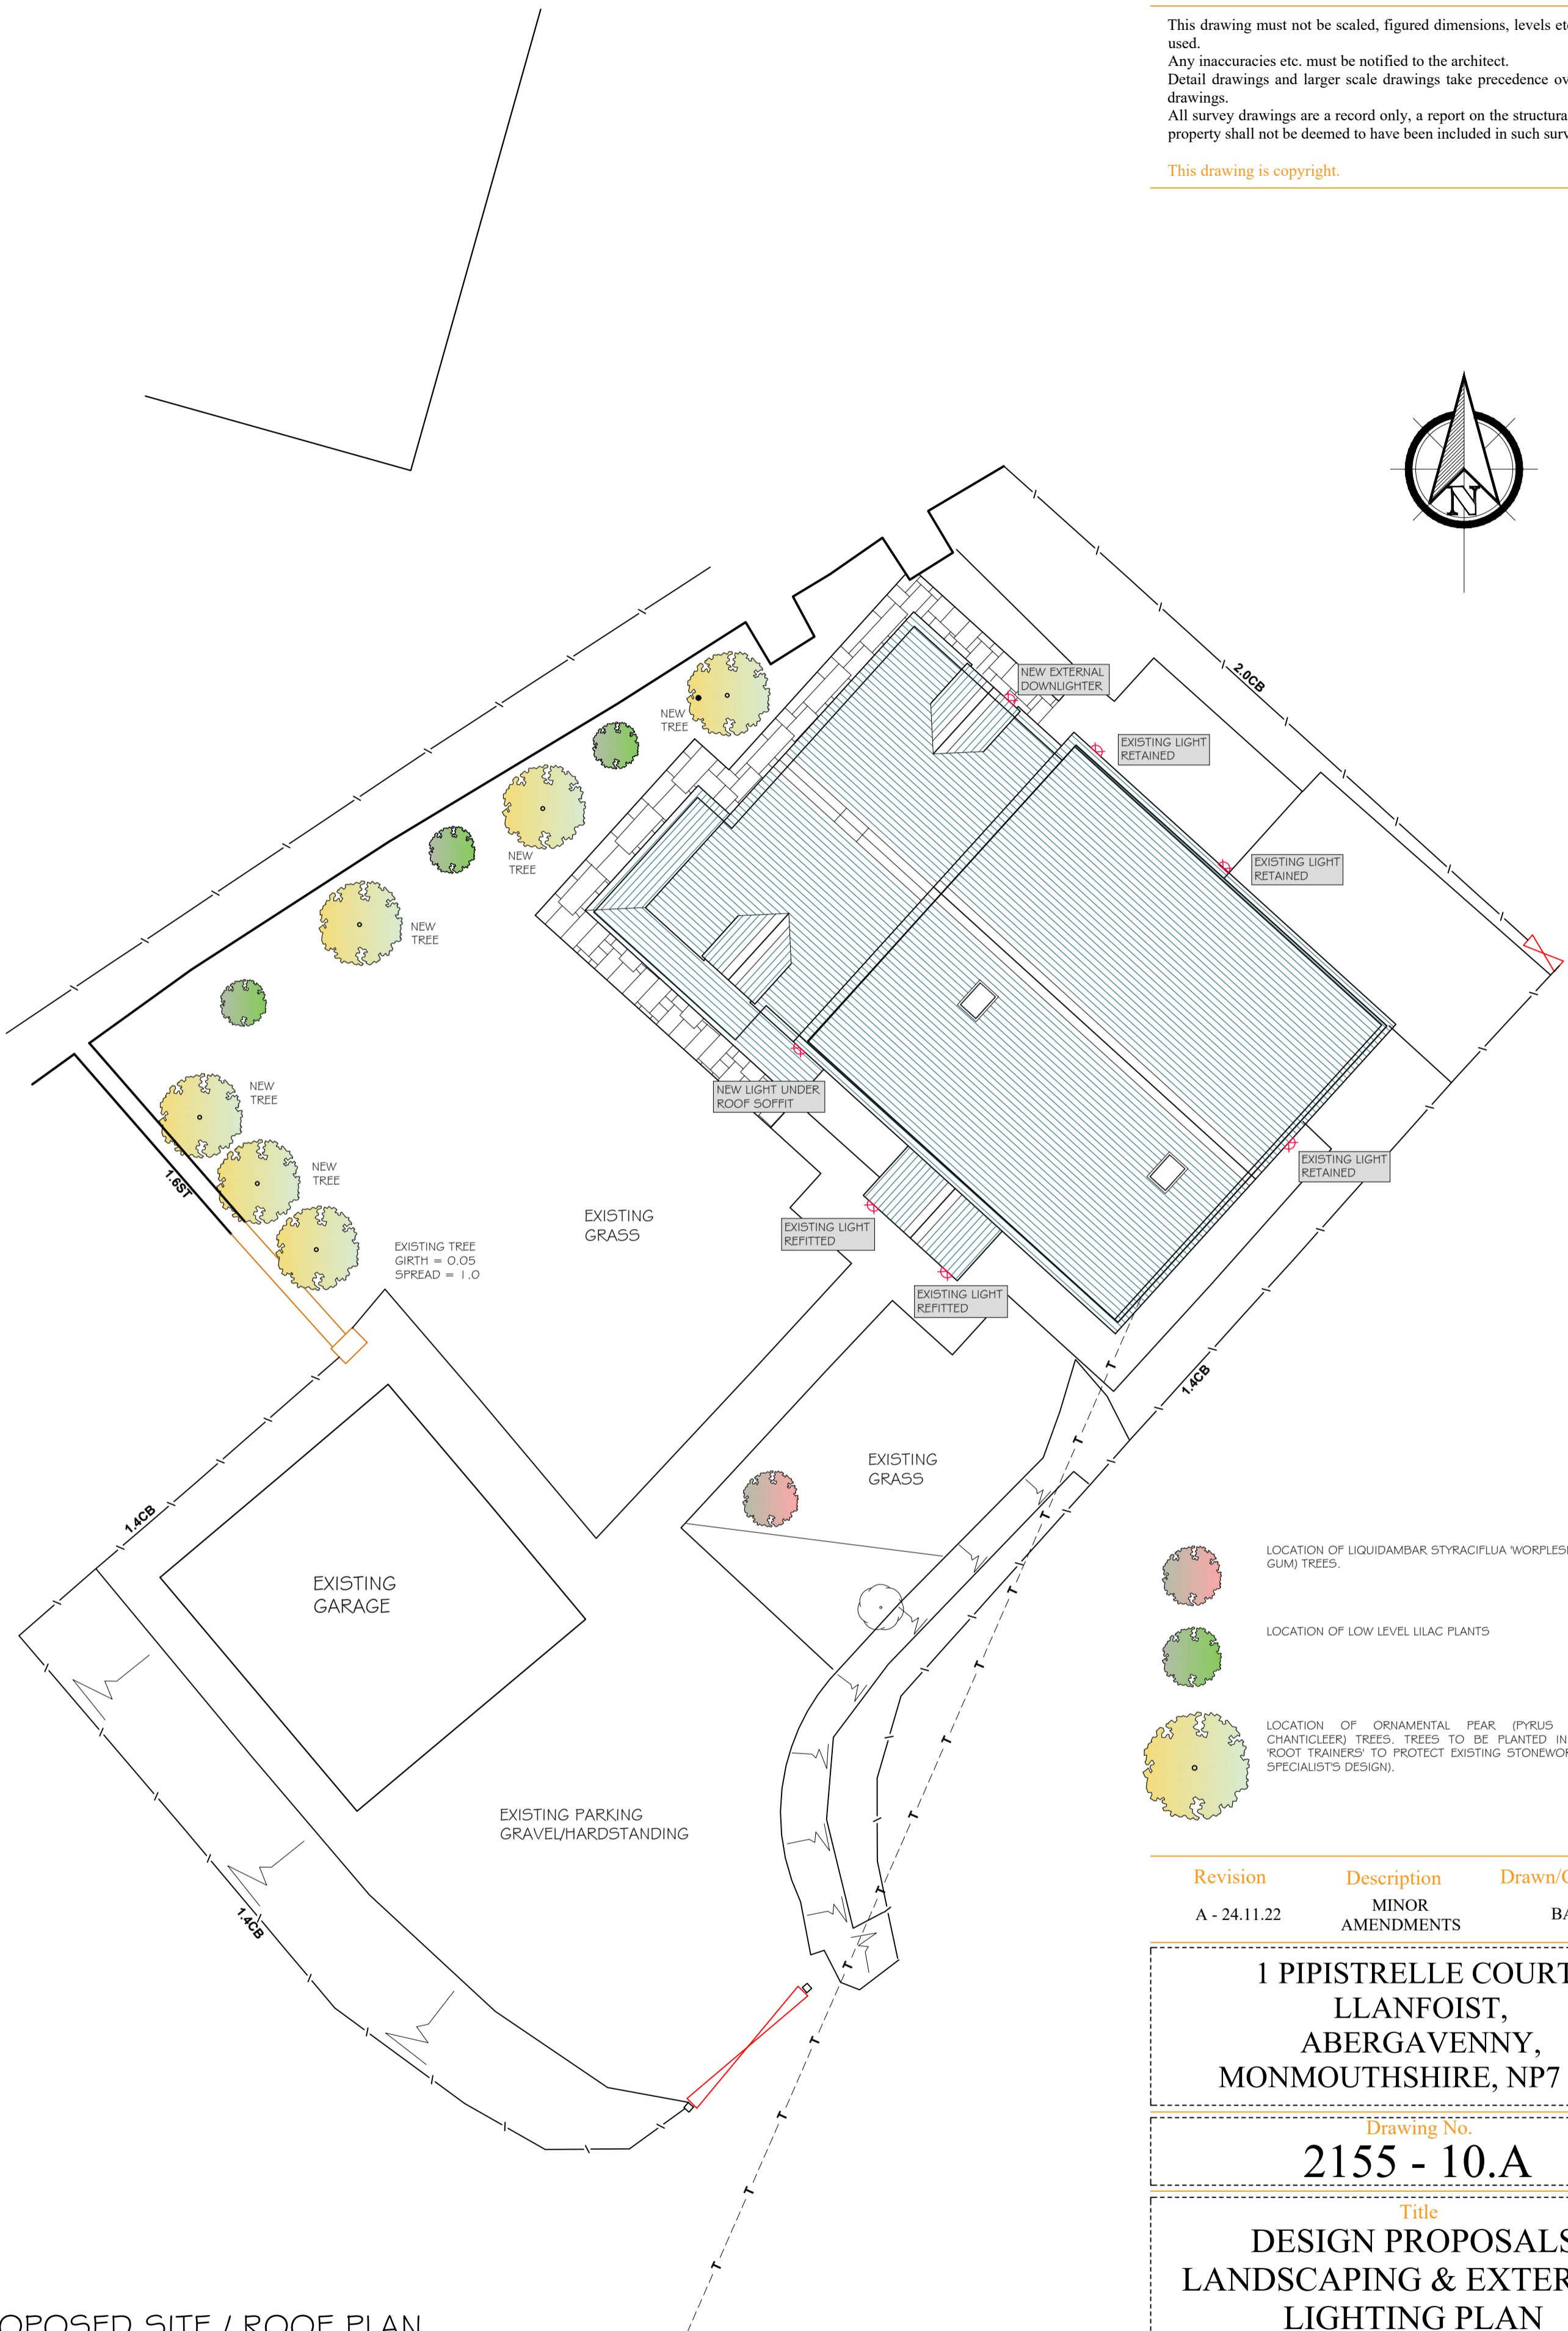 This drawing must not be scaled, figured dimensions, levels etc
used.
Any inaccuracies etc. must be notified to the architect.
Detail drawings and larger scale drawings take precedence ov
drawings.
All survey drawings are a record only, a report on the structura
property shall not be deemed to have been included in such surv
This drawing is copyright.
N
2.0CB
NEW EXTERNAL
DOWNLIGHTER
NEW
TREE
EXISTING LIGHT
RETAINED
NEW
TREE
EXISTING LIGHT
RETAINED
NEW
TREE
NEW
TREE
NEW LIGHT UNDER
ROOF SOFFIT
NEW
TREE
1.6ST
EXISTING LIGHT
RETAINED
EXISTING
GRASS
EXISTING LIGHT
REFITTED
EXISTING TREE
GIRTH = 0.05
SPREAD = 1.0
EXISTING LIGHT
REFITTED
T
1.4CB
T
EXISTING
GRASS
T
1.4CB
T
EXISTING
GARAGE
T
T
T
EXISTING PARKING
GRAVEL/HARDSTANDING
T
1.4CB
T
T
T
T
T
LOCATION OF LIQUIDAMBAR STYRACIFLUA 'WORPLES
GUM) TREES.
LOCATION OF LOW LEVEL LILAC PLANTS
LOCATION OF ORNAMENTAL PEAR (PYRUS
CHANTICLEER) TREES. TREES TO BE PLANTED IN
'ROOT TRAINERS' TO PROTECT EXISTING STONEWOR
SPECIALIST'S DESIGN).
Revision Description Drawn/C
A - 24.11.22 MINOR AMENDMENTS BA
1 PIPISTRELLE COURT
LLANFOIST,
ABERGAVENNY,
MONMOUTHSHIRE, NP7
Drawing No.
2155 - 10.A
Title
DESIGN PROPOSALS
LANDSCAPING & EXTER
LIGHTING PLAN
OPOSED SITE / ROOF PLAN